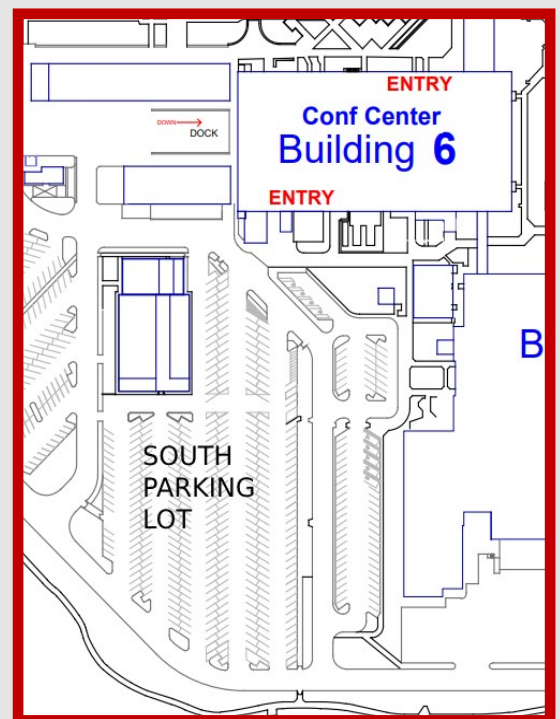 ENTRY
Conf Center
Building 6
DOWN
DOCK
ENTRY
B
SOUTH
PARKING
LOT